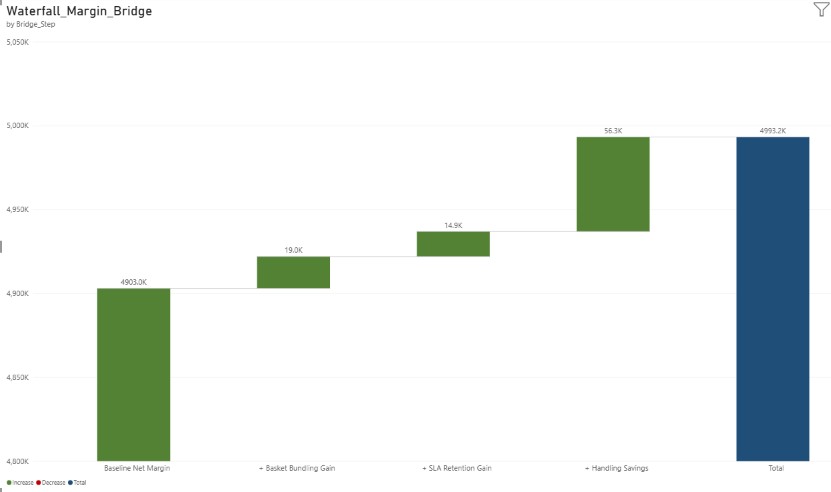 Waterfall_Margin_Bridge
by Bridge_Step
5,050K
5,000K
4,950K
4,900K
4,850K
4,800K
4903.0K
19.0K
14.9K
56.3K
4993.2K
Baseline Net Margin
+ Basket Bundling Gain
+ SLA Retention Gain
+ Handling Savings
Total
Increase Decrease Total